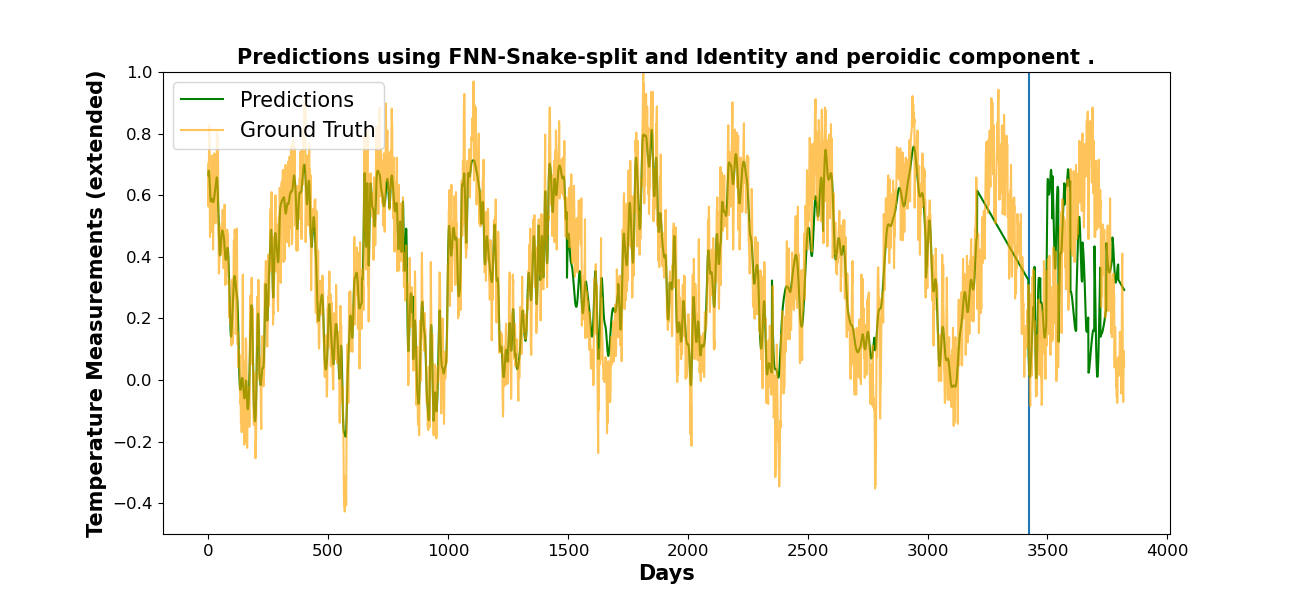 Predictions using FNN-Snake-split and Identity and peroidic component .
Temperature Measurements (extended)
1.0
0.8
0.6
0.4
0.2
0.0
−0.2
−0.4
Predictions
Ground Truth
0 500 1000 1500 2000 2500 3000 3500 4000
Days